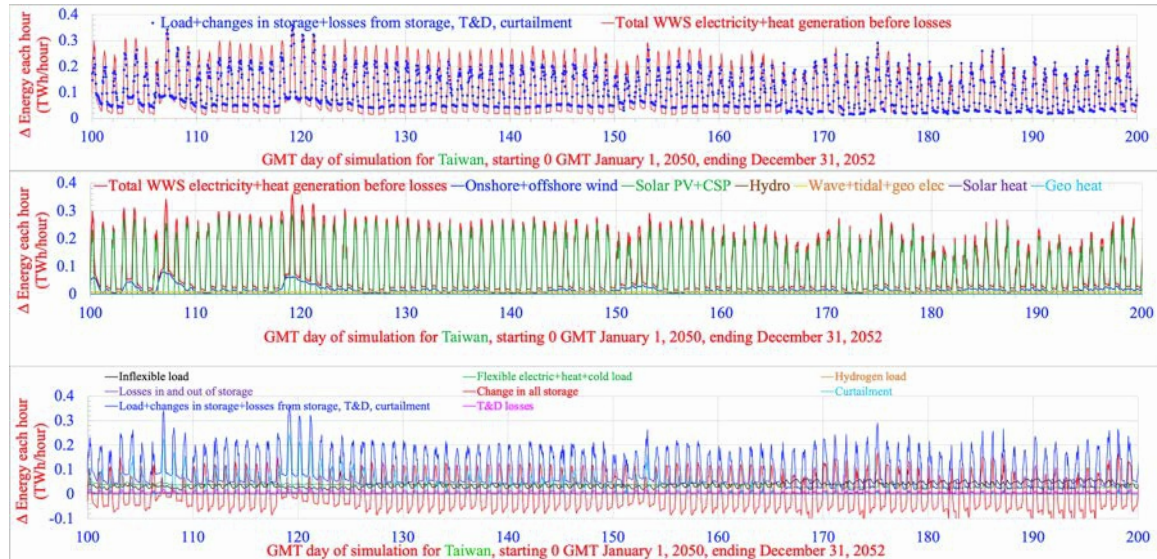 Load+changes in storage+losses from storage, T&D, curtailment
Total WWS electricity+heat generation before losses
Δ Energy each hour
(TWh/hour)
0.4
0.3
0.2
0.1
0
100 110 120 130 140 150 160 170 180 190 200
GMT day of simulation for Taiwan, starting 0 GMT January 1, 2050, ending December 31, 2052
Total WWS electricity+heat generation before losses
Onshore+offshore wind
Solar PV+CSP
Hydro
Wave+tidal+geo elec
Solar heat
Geo heat
Δ Energy each hour
(TWh/hour)
0.4
0.3
0.2
0.1
0
100 110 120 130 140 150 160 170 180 190 200
GMT day of simulation for Taiwan, starting 0 GMT January 1, 2050, ending December 31, 2052
Inflexible load
Flexible electric+heat+cold load
Hydrogen load
Losses in and out of storage
Change in all storage
Curtailment
Load+changes in storage+losses from storage, T&D, curtailment
T&D losses
Δ Energy each hour
(TWh/hour)
0.4
0.3
0.2
0.1
0
-0.1
100 110 120 130 140 150 160 170 180 190 200
GMT day of simulation for Taiwan, starting 0 GMT January 1, 2050, ending December 31, 2052